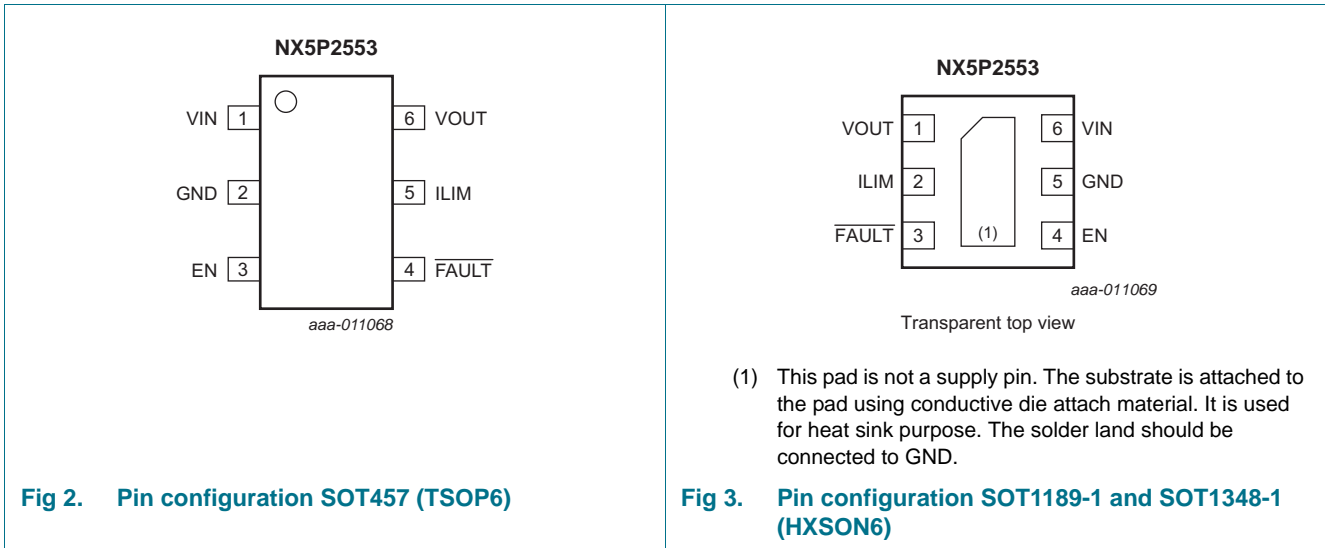 NX5P2553
VIN 1
6 VOUT
GND 2
5 ILIM
EN 3
4 FAULT
aaa-011068
Fig 2. Pin configuration SOT457 (TSOP6)
NX5P2553
VOUT 1
6 VIN
ILIM 2
5 GND
FAULT 3
(1)
4 EN
aaa-011069
Transparent top view
(1) This pad is not a supply pin. The substrate is attached to
the pad using conductive die attach material. It is used
for heat sink purpose. The solder land should be
connected to GND.
Fig 3. Pin configuration SOT1189-1 and SOT1348-1
(HXSON6)